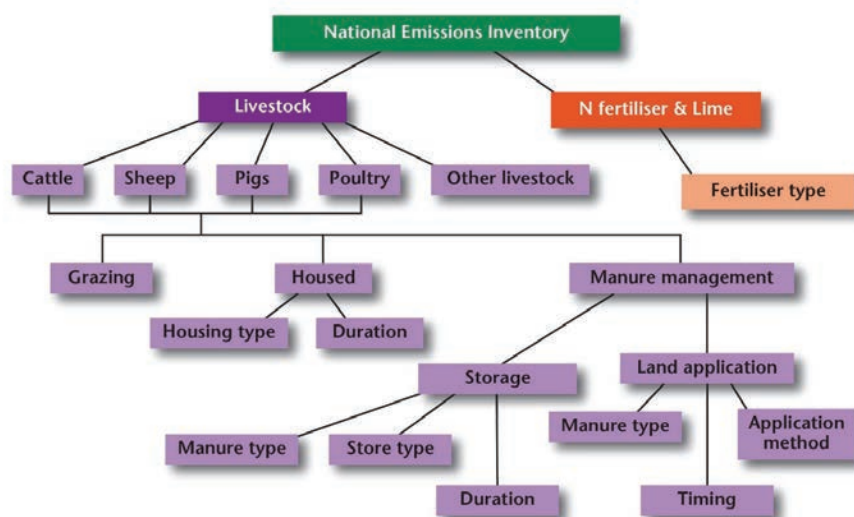 National Emissions Inventory
Livestock
N fertiliser & Lime
Cattle
Sheep
Pigs
Poultry
Other livestock
Fertiliser type
Grazing
Housed
Manure management
Housing type
Duration
Storage
Land application
Manure type
Store type
Manure type
Application
method
Duration
Timing